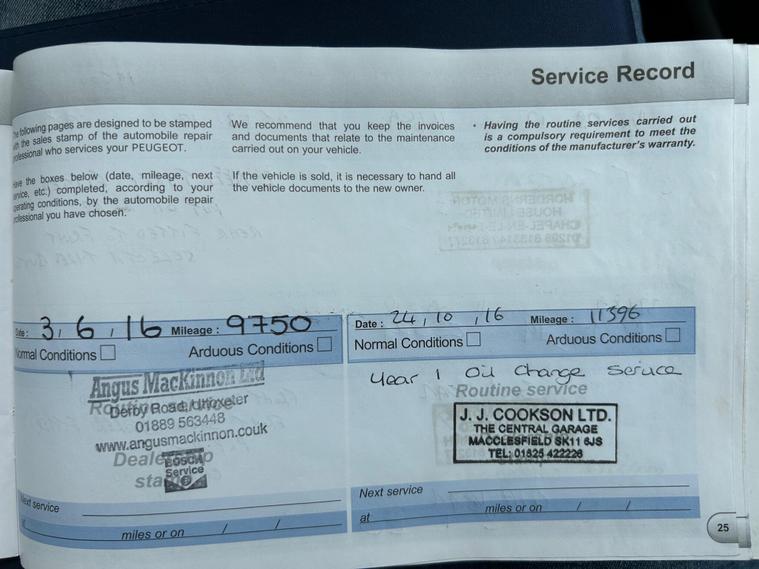 Service Record
following pages are designed to be stamped
the sales stamp of the automobile repair
professional who services your PEUGEOT.
the boxes below (date, mileage, next
service, etc.) completed, according to your
operating conditions, by the automobile repair
professional you have chosen.
We recommend that you keep the invoices
and documents that relate to the maintenance
carried out on your vehicle.
If the vehicle is sold, it is necessary to hand all
the vehicle documents to the new owner.
• Having the routine services carried out
is a compulsory requirement to meet the
conditions of the manufacturer's warranty.
Date : 3 / 6 / 16 Mileage : 9750
Normal Conditions Arduous Conditions
Angus MacKinnon Ltd
Routine service
Derby Road, Uttoxeter
01889 563448
www.angusmackinnon.couk
Dealership
stamp
BOSCH
Service
Next service
miles or on / /
Date : 24 / 10 / 16 Mileage : 11396
Normal Conditions Arduous Conditions
Year 1 Oil Change Service
Routine service
J. J. COOKSON LTD.
THE CENTRAL GARAGE
MACCLESFIELD SK11 6JS
TEL: 01625 422226
Next service
at miles or on / /
25